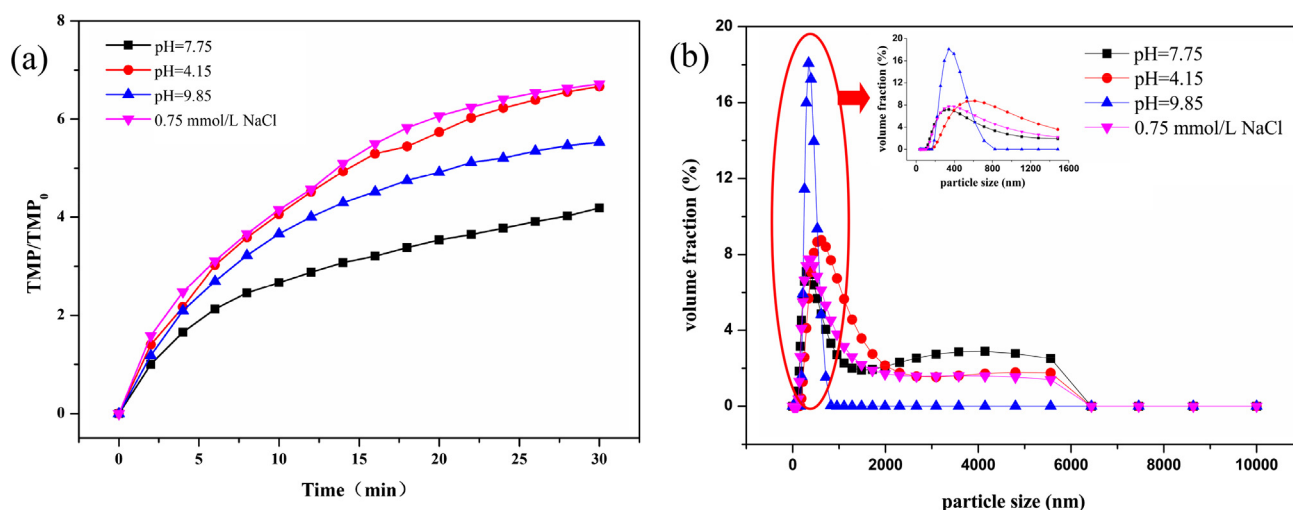 (a)
8
6
4
2
0
TMP/TMP0
pH=7.75
pH=4.15
pH=9.85
0.75 mmol/L NaCl
0 5 10 15 20 25 30
Time（min）
(b)
20
16
12
8
4
0
volume fraction (%)
20
16
12
8
4
0
volume fraction (%)
0 400 800 1200 1600
particle size (nm)
pH=7.75
pH=4.15
pH=9.85
0.75 mmol/L NaCl
0 2000 4000 6000 8000 10000
particle size (nm)